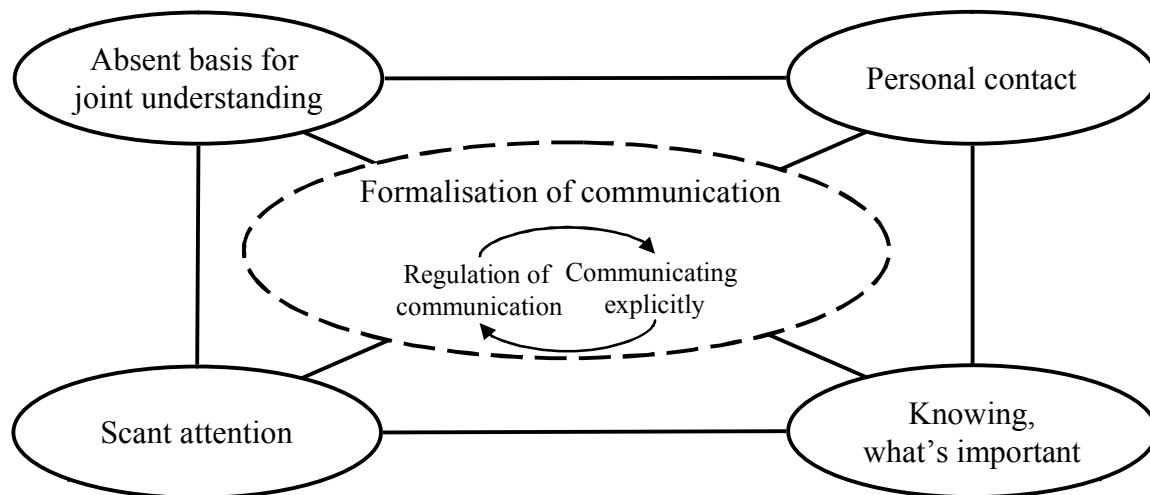 Absent basis for
joint understanding
Personal contact
Formalisation of communication
Regulation of
communication
Communicating
explicitly
Scant attention
Knowing,
what's important